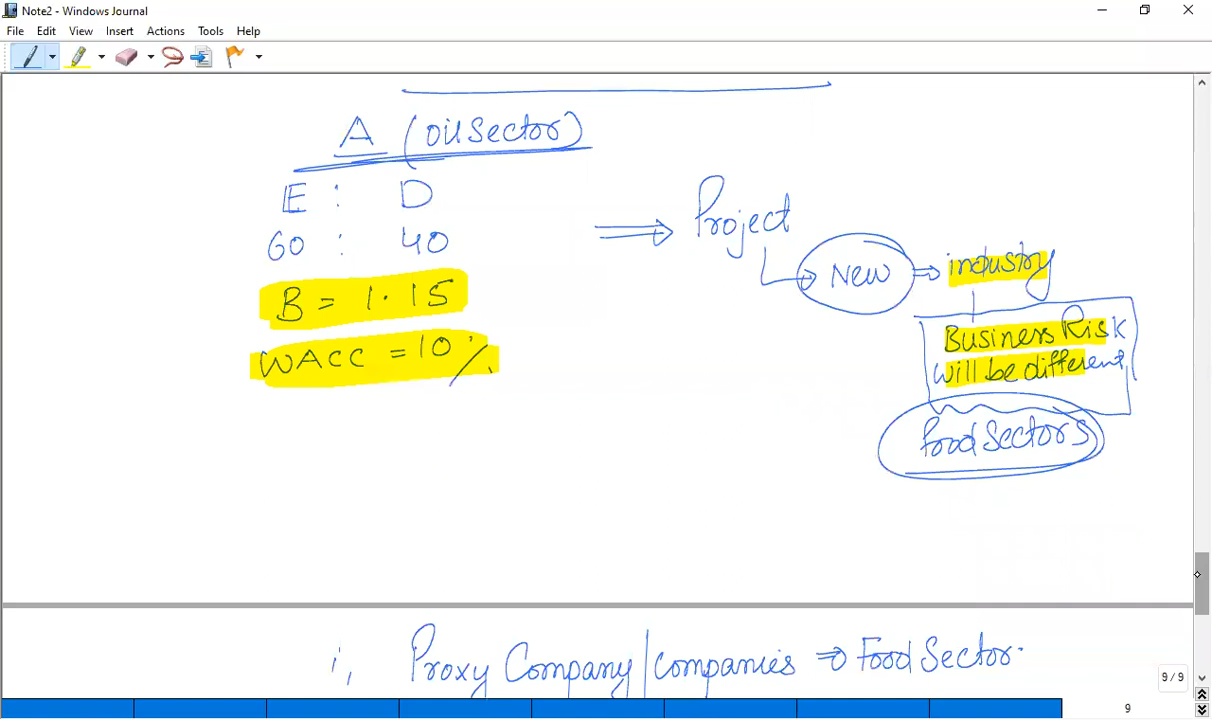 Note2 - Windows Journal
File Edit View Insert Actions Tools Help
A (oil Sector)
E : D
60 : 40
B = 1.15
WACC = 10%
⇒ Project
New ⇒ industry
Business Risk
will be different
Food Sectors
i, Proxy Company/companies ⇒ Food Sector.
9 / 9
9